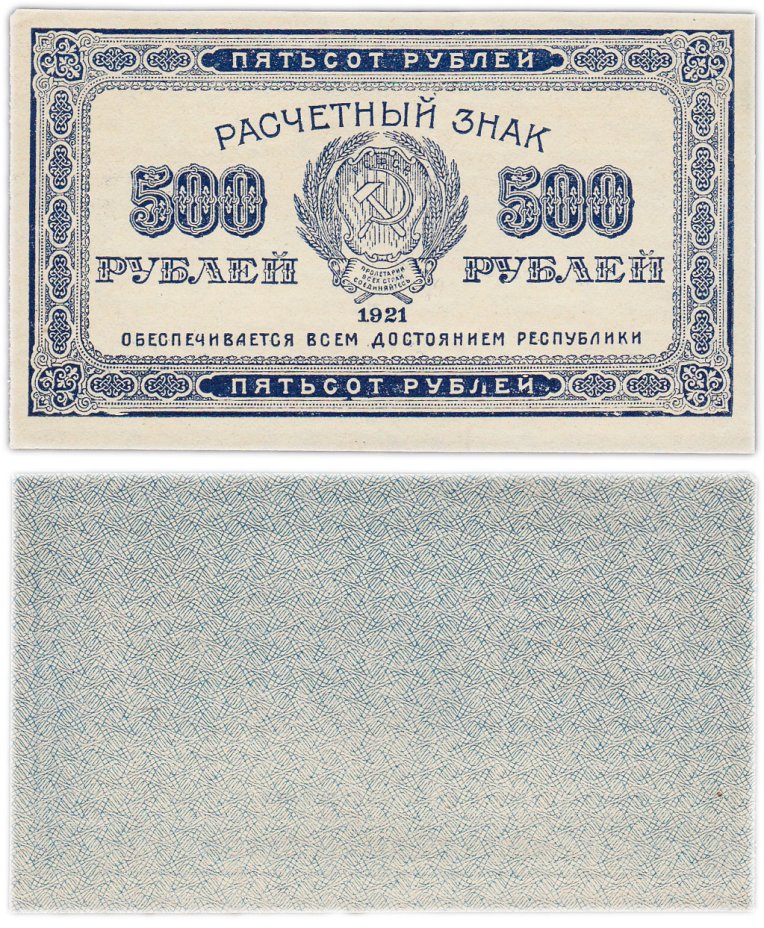 ПЯТЬСОТ РУБЛЕЙ
РАСЧЕТНЫЙ ЗНАК
500 500
РУБЛЕЙ РУБЛЕЙ
ПРОЛЕТАРИИ
ВСЕХ СТРАН
СОЕДИНЯЙТЕСЬ
1921
ОБЕСПЕЧИВАЕТСЯ ВСЕМ ДОСТОЯНИЕМ РЕСПУБЛИКИ
ПЯТЬСОТ РУБЛЕЙ